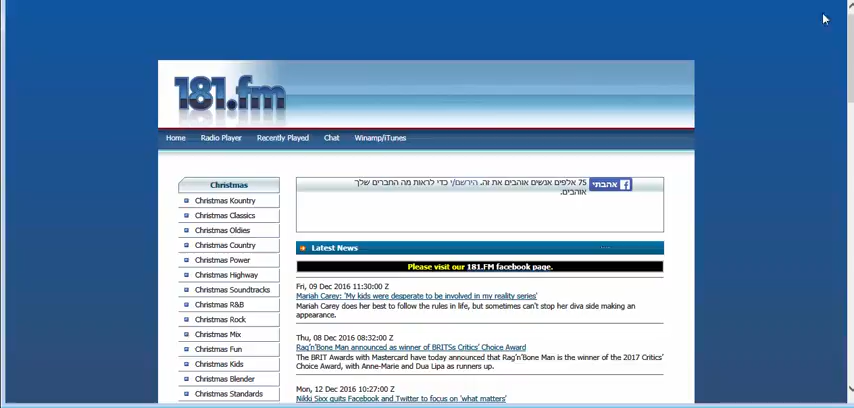 181.fm
Home Radio Player Recently Played Chat Winamp/iTunes
Christmas
Christmas Kountry
Christmas Classics
Christmas Oldies
Christmas Country
Christmas Power
Christmas Highway
Christmas Soundtracks
Christmas R&B
Christmas Rock
Christmas Mix
Christmas Fun
Christmas Kids
Christmas Blender
Christmas Standards
אהבתי
75 אלפים אנשים אוהבים את זה. הירשם/י כדי לראות מה החברים שלך
אוהבים.
Latest News
Please visit our 181.FM facebook page.
Fri, 09 Dec 2016 11:30:00 Z
Mariah Carey: 'My kids were desperate to be involved in my reality series'
Mariah Carey does her best to follow the rules in life, but sometimes can't stop her diva side making an
appearance.
Thu, 08 Dec 2016 08:32:00 Z
Rag'n'Bone Man announced as winner of BRITSs Critics' Choice Award
The BRIT Awards with Mastercard have today announced that Rag'n'Bone Man is the winner of the 2017 Critics'
Choice Award, with Anne-Marie and Dua Lipa as runners up.
Mon, 12 Dec 2016 10:27:00 Z
Nikki Sixx quits Facebook and Twitter to focus on 'what matters'